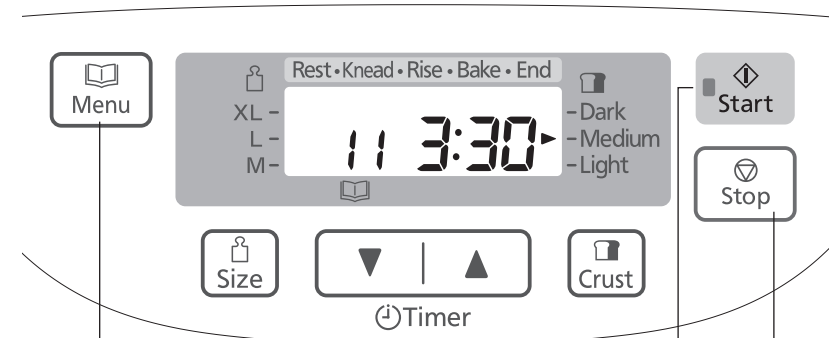 Menu
Rest • Knead • Rise • Bake • End
XL –
L –
M –
11 3:30
– Dark
– Medium
– Light
Start
Stop
Size
Timer
Crust